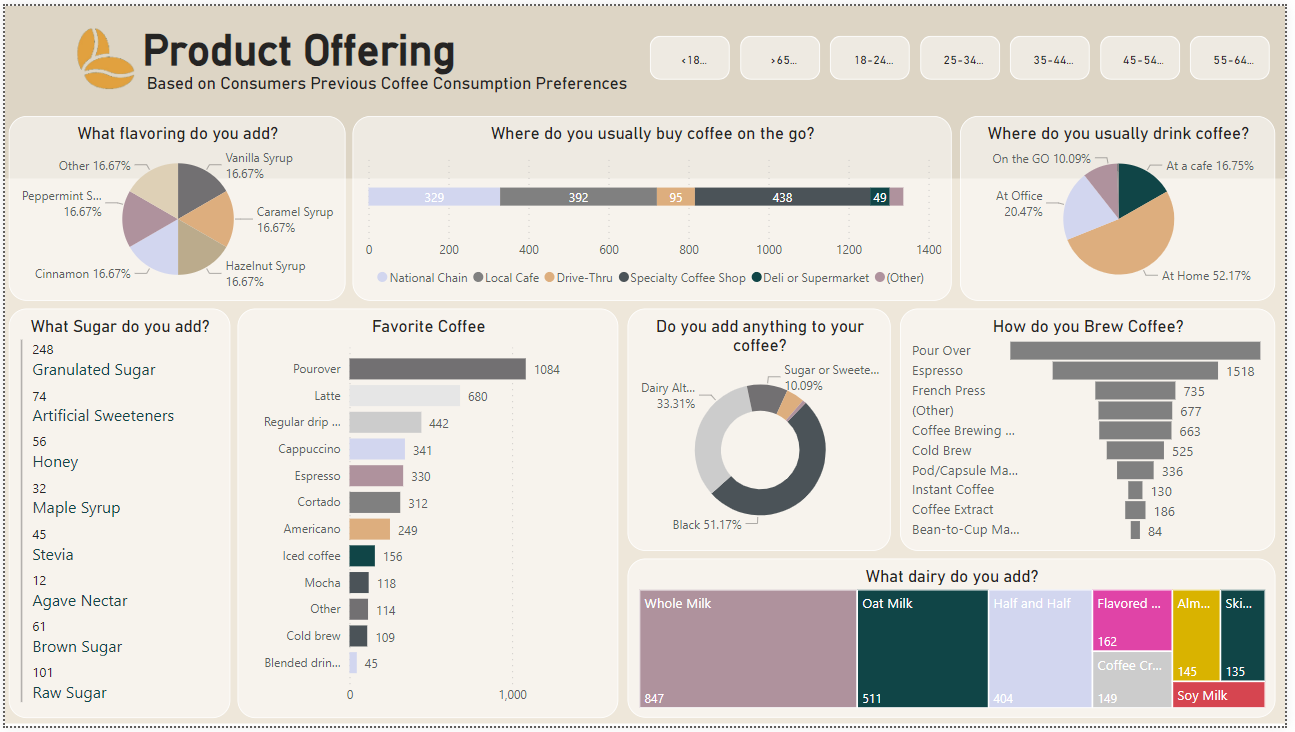 Product Offering
Based on Consumers Previous Coffee Consumption Preferences
<18...
>65...
18-24...
25-34...
35-44...
45-54...
55-64...
What flavoring do you add?
Other 16.67%
Vanilla Syrup
16.67%
Peppermint S...
16.67%
Caramel Syrup
16.67%
Cinnamon 16.67%
Hazelnut Syrup
16.67%
Where do you usually buy coffee on the go?
329
392
95
438
49
0
200
400
600
800
1000
1200
1400
National Chain
Local Cafe
Drive-Thru
Specialty Coffee Shop
Deli or Supermarket
(Other)
Where do you usually drink coffee?
On the GO 10.09%
At a cafe 16.75%
At Office
20.47%
At Home 52.17%
What Sugar do you add?
248
Granulated Sugar
74
Artificial Sweeteners
56
Honey
32
Maple Syrup
45
Stevia
12
Agave Nectar
61
Brown Sugar
101
Raw Sugar
Favorite Coffee
Pourover 1084
Latte 680
Regular drip ... 442
Cappuccino 341
Espresso 330
Cortado 312
Americano 249
Iced coffee 156
Mocha 118
Other 114
Cold brew 109
Blended drin... 45
0
1,000
Do you add anything to your
coffee?
Sugar or Sweete...
10.09%
Dairy Alt...
33.31%
Black 51.17%
How do you Brew Coffee?
Pour Over
Espresso 1518
French Press 735
(Other) 677
Coffee Brewing ... 663
Cold Brew 525
Pod/Capsule Ma... 336
Instant Coffee 130
Coffee Extract 186
Bean-to-Cup Ma... 84
What dairy do you add?
Whole Milk
847
Oat Milk
511
Half and Half
404
Flavored ...
162
Coffee Cr...
149
Alm...
145
Ski...
135
Soy Milk